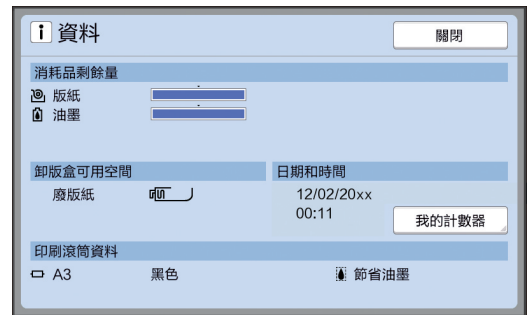 i 資料
關閉
消耗品剩餘量
版紙
油墨
卸版盒可用空間
廢版紙
日期和時間
12/02/20xx
00:11
我的計數器
印刷滾筒資料
A3 黑色 節省油墨